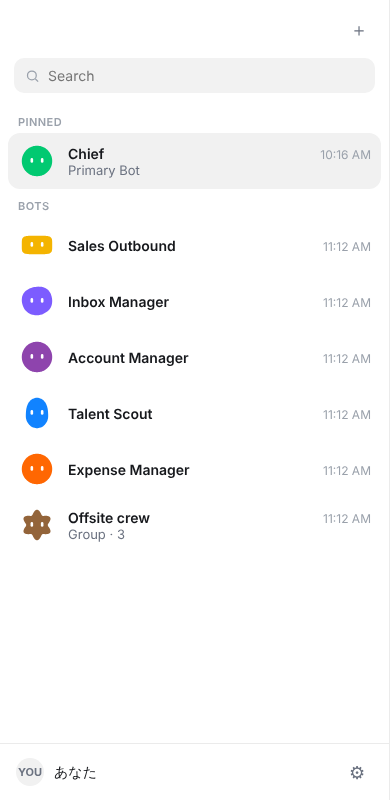 +
Search
PINNED
Chief
10:16 AM
Primary Bot
BOTS
Sales Outbound
11:12 AM
Inbox Manager
11:12 AM
Account Manager
11:12 AM
Talent Scout
11:12 AM
Expense Manager
11:12 AM
Offsite crew
11:12 AM
Group · 3
YOU
あなた